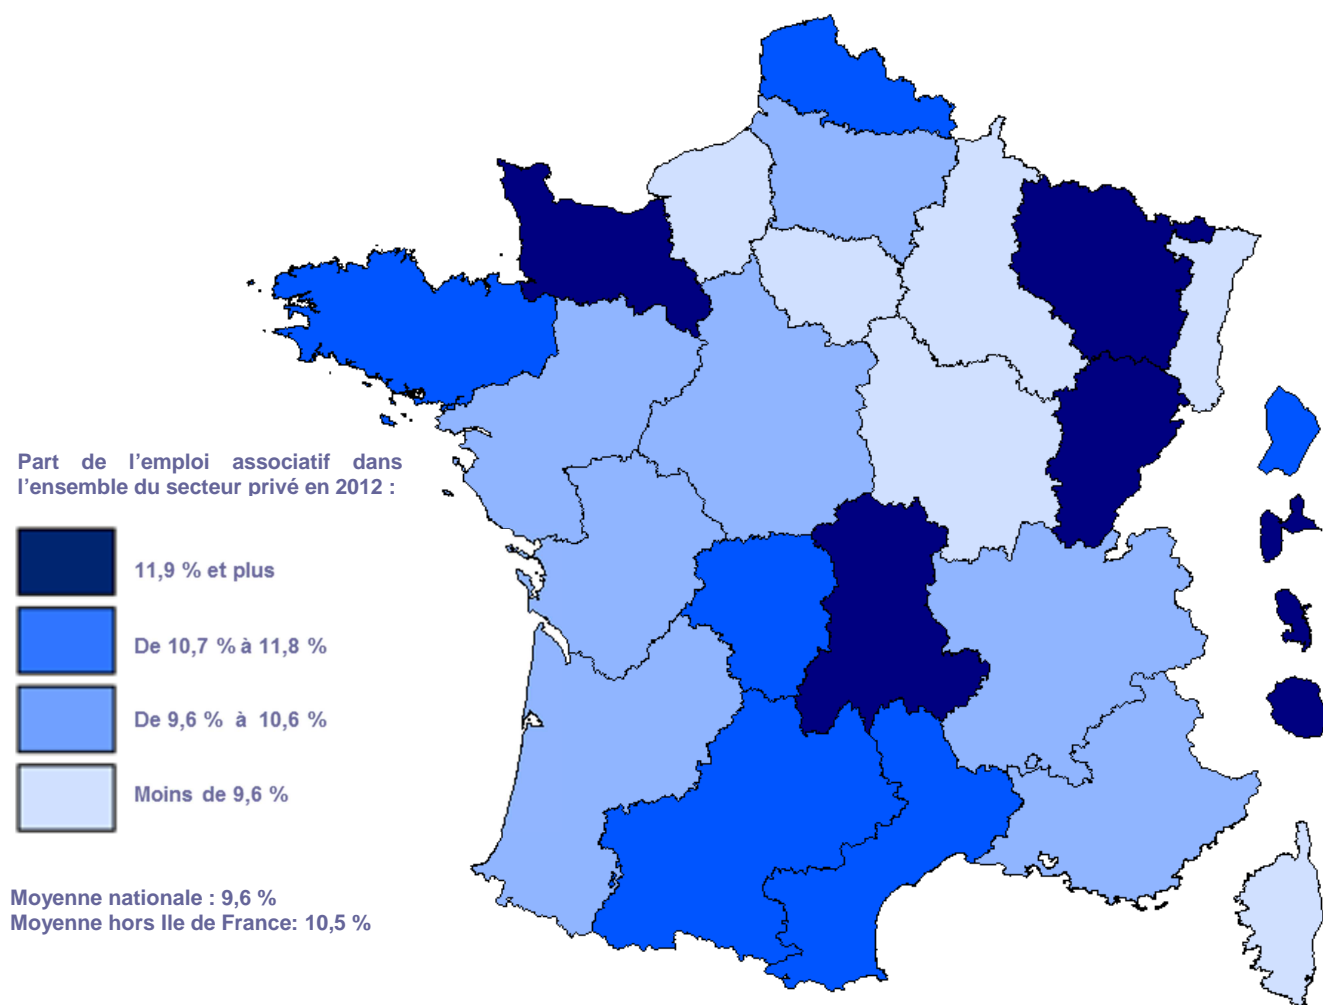 Part de l’emploi associatif dans
l’ensemble du secteur privé en 2012 :
11,9 % et plus
De 10,7 % à 11,8 %
De 9,6 % à 10,6 %
Moins de 9,6 %
Moyenne nationale : 9,6 %
Moyenne hors Ile de France: 10,5 %